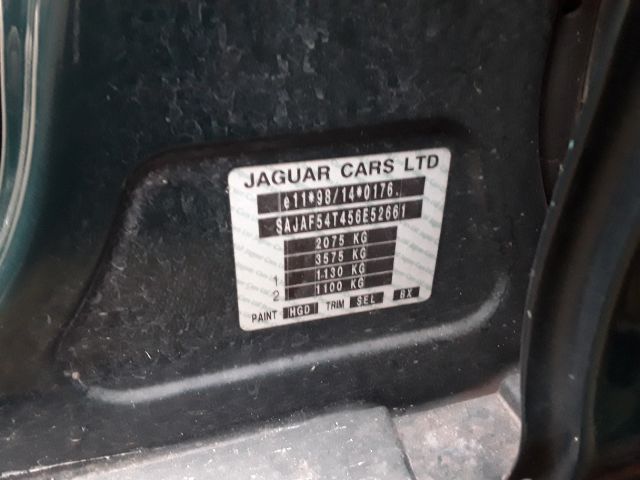 JAGUAR CARS LTD
e11*98/14*0176.
SAJAF54T456E52661
2075 KG
3575 KG
1 1130 KG
2 1100 KG
PAINT HGD TRIM SEL BX